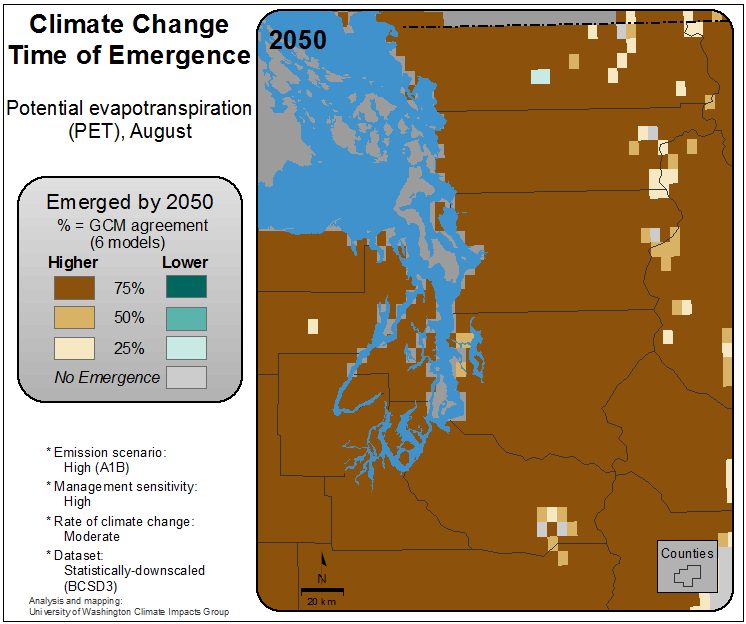 Climate Change
Time of Emergence
Potential evapotranspiration
(PET), August
Emerged by 2050
% = GCM agreement
(6 models)
Higher Lower
75%
50%
25%
No Emergence
* Emission scenario:
High (A1B)
* Management sensitivity:
High
* Rate of climate change:
Moderate
* Dataset:
Statistically-downscaled
(BCSD3)
Analysis and mapping:
University of Washington Climate Impacts Group
2050
N
20 km
Counties